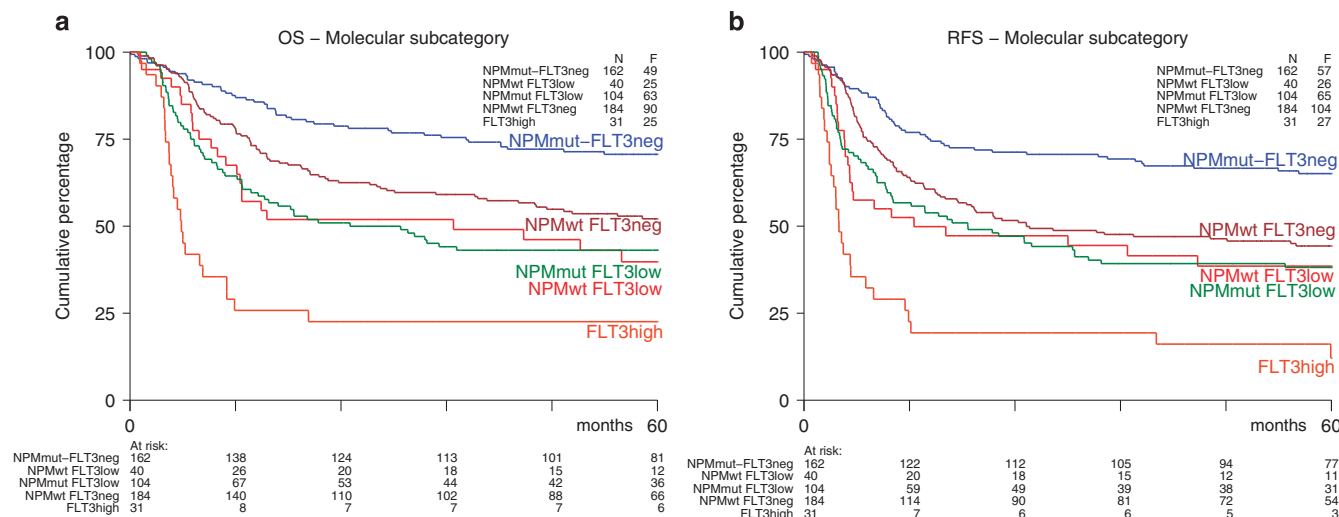 a
OS – Molecular subcategory
N F
NPMmut–FLT3neg 162 49
NPMwt FLT3low 40 25
NPMmut FLT3low 104 63
NPMwt FLT3neg 184 90
FLT3high 31 25
100
75
50
25
0
Cumulative percentage
NPMmut–FLT3neg
NPMwt FLT3neg
NPMmut FLT3low
NPMwt FLT3low
FLT3high
0 months 60
At risk:
NPMmut–FLT3neg 162 138 124 113 101 81
NPMwt FLT3low 40 26 20 18 15 12
NPMmut FLT3low 104 67 53 44 42 36
NPMwt FLT3neg 184 140 110 102 88 66
FLT3high 31 8 7 7 7 6
b
RFS – Molecular subcategory
N F
NPMmut–FLT3neg 162 57
NPMwt FLT3low 40 26
NPMmut FLT3low 104 65
NPMwt FLT3neg 184 104
FLT3high 31 27
100
75
50
25
0
Cumulative percentage
NPMmut–FLT3neg
NPMwt FLT3neg
NPMwt FLT3low
NPMmut FLT3low
FLT3high
0 months 60
At risk:
NPMmut–FLT3neg 162 122 112 105 94 77
NPMwt FLT3low 40 20 18 15 12 11
NPMmut FLT3low 104 59 49 39 38 31
NPMwt FLT3neg 184 114 90 81 72 54
FLT3high 31 7 6 6 5 3